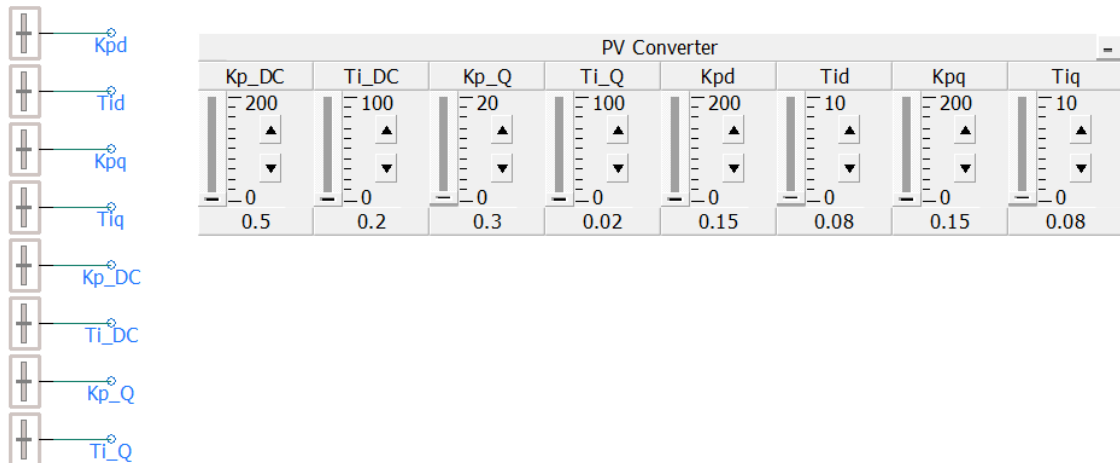 Kpd
Tid
Kpq
Tiq
Kp_DC
Ti_DC
Kp_Q
Ti_Q
PV Converter
Kp_DC Ti_DC Kp_Q Ti_Q Kpd Tid Kpq Tiq
200 100 20 100 200 10 200 10
0 0 0 0 0 0 0 0
0.5 0.2 0.3 0.02 0.15 0.08 0.15 0.08